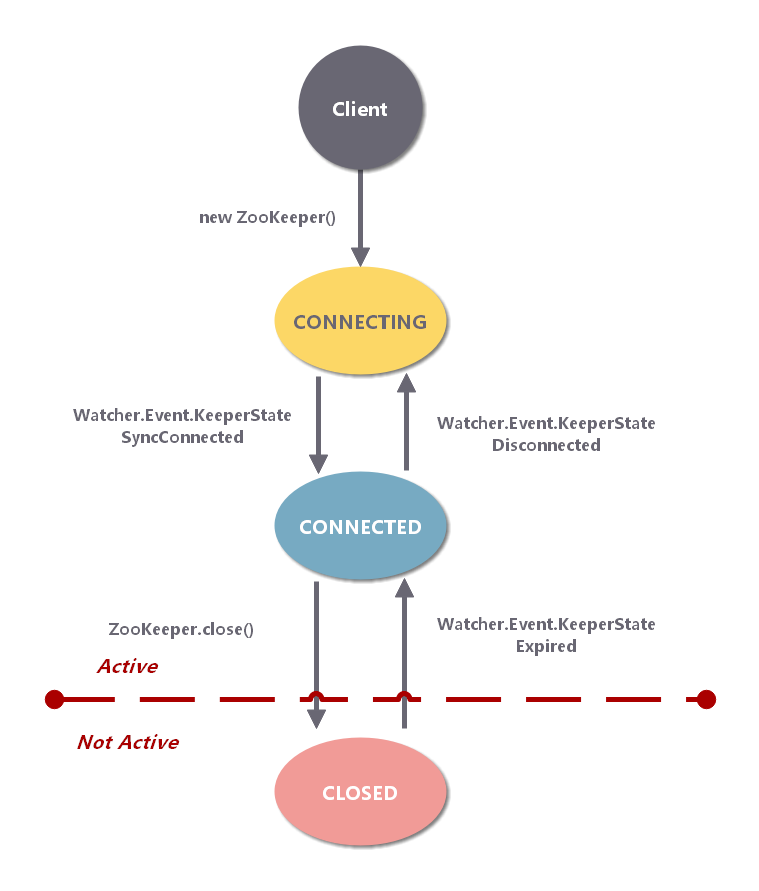 Client
new ZooKeeper()
CONNECTING
Watcher.Event.KeeperState
SyncConnected
Watcher.Event.KeeperState
Disconnected
CONNECTED
ZooKeeper.close()
Watcher.Event.KeeperState
Expired
Active
Not Active
CLOSED